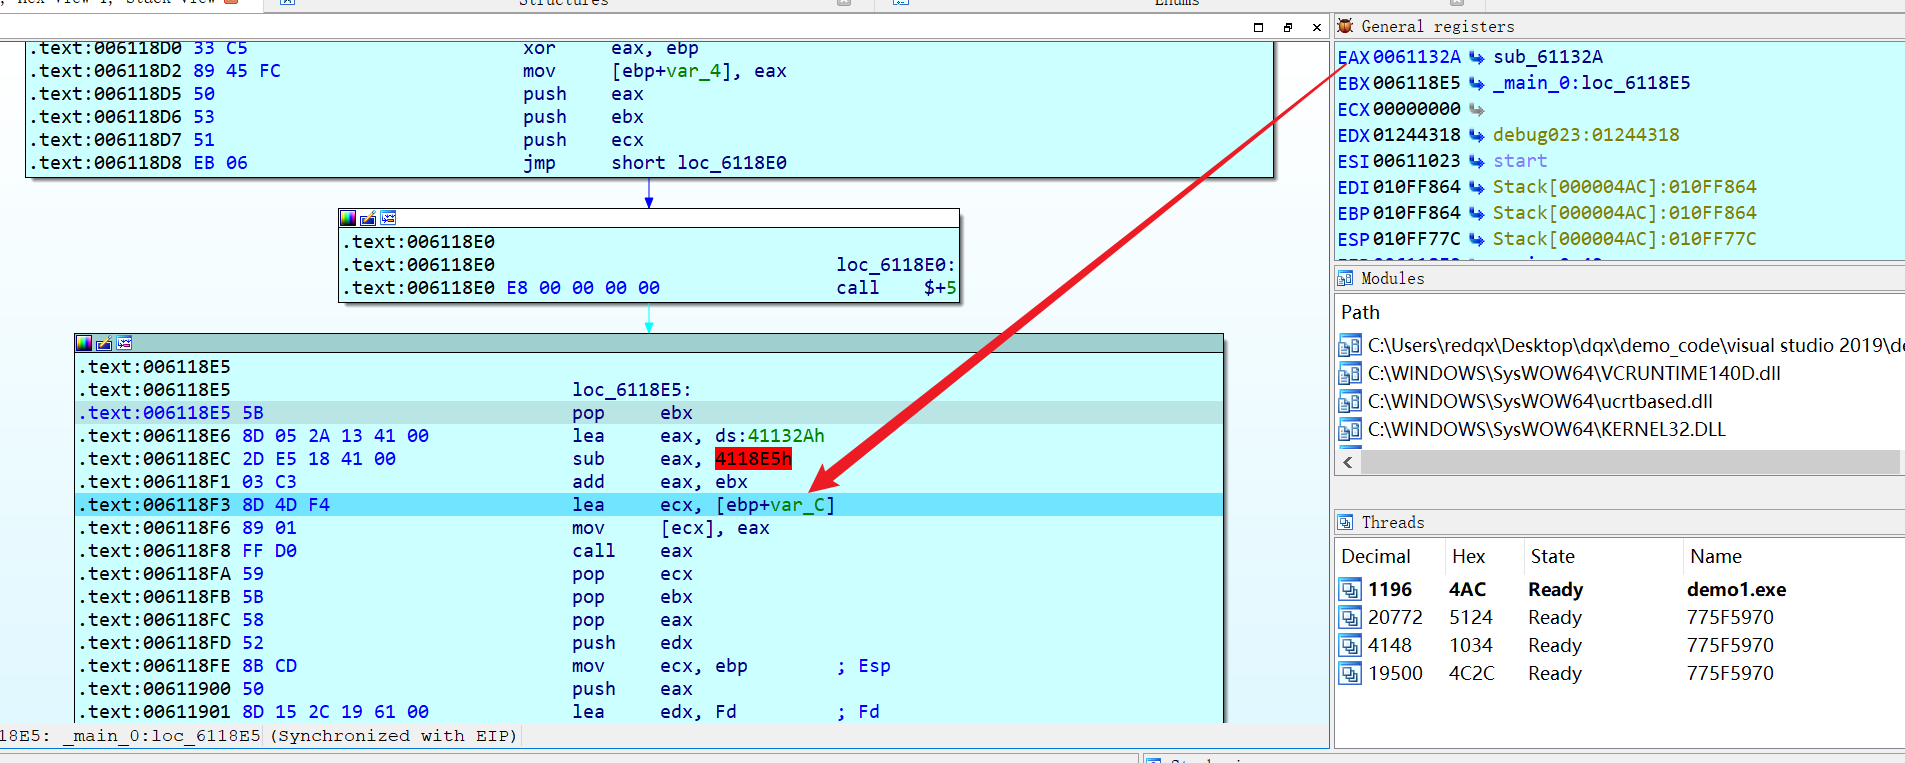 , Hex View-1, Stack view
Structures
Enums
.text:006118D0 33 C5 xor eax, ebp
.text:006118D2 89 45 FC mov [ebp+var_4], eax
.text:006118D5 50 push eax
.text:006118D6 53 push ebx
.text:006118D7 51 push ecx
.text:006118D8 EB 06 jmp short loc_6118E0
.text:006118E0
.text:006118E0 loc_6118E0:
.text:006118E0 E8 00 00 00 00 call $+5
.text:006118E5
.text:006118E5 loc_6118E5:
.text:006118E5 5B pop ebx
.text:006118E6 8D 05 2A 13 41 00 lea eax, ds:41132Ah
.text:006118EC 2D E5 18 41 00 sub eax, 4118E5h
.text:006118F1 03 C3 add eax, ebx
.text:006118F3 8D 4D F4 lea ecx, [ebp+var_C]
.text:006118F6 89 01 mov [ecx], eax
.text:006118F8 FF D0 call eax
.text:006118FA 59 pop ecx
.text:006118FB 5B pop ebx
.text:006118FC 58 pop eax
.text:006118FD 52 push edx
.text:006118FE 8B CD mov ecx, ebp ; Esp
.text:00611900 50 push eax
.text:00611901 8D 15 2C 19 61 00 lea edx, Fd ; Fd
18E5: _main_0:loc_6118E5 (Synchronized with EIP)
General registers
EAX 0061132A sub_61132A
EBX 006118E5 _main_0:loc_6118E5
ECX 00000000
EDX 01244318 debug023:01244318
ESI 00611023 start
EDI 010FF864 Stack[000004AC]:010FF864
EBP 010FF864 Stack[000004AC]:010FF864
ESP 010FF77C Stack[000004AC]:010FF77C
Modules
Path
C:\Users\redqx\Desktop\dqx\demo_code\visual studio 2019\de
C:\WINDOWS\SysWOW64\VCRUNTIME140D.dll
C:\WINDOWS\SysWOW64\ucrtbased.dll
C:\WINDOWS\SysWOW64\KERNEL32.DLL
Threads
Decimal Hex State Name
1196 4AC Ready demo1.exe
20772 5124 Ready 775F5970
4148 1034 Ready 775F5970
19500 4C2C Ready 775F5970